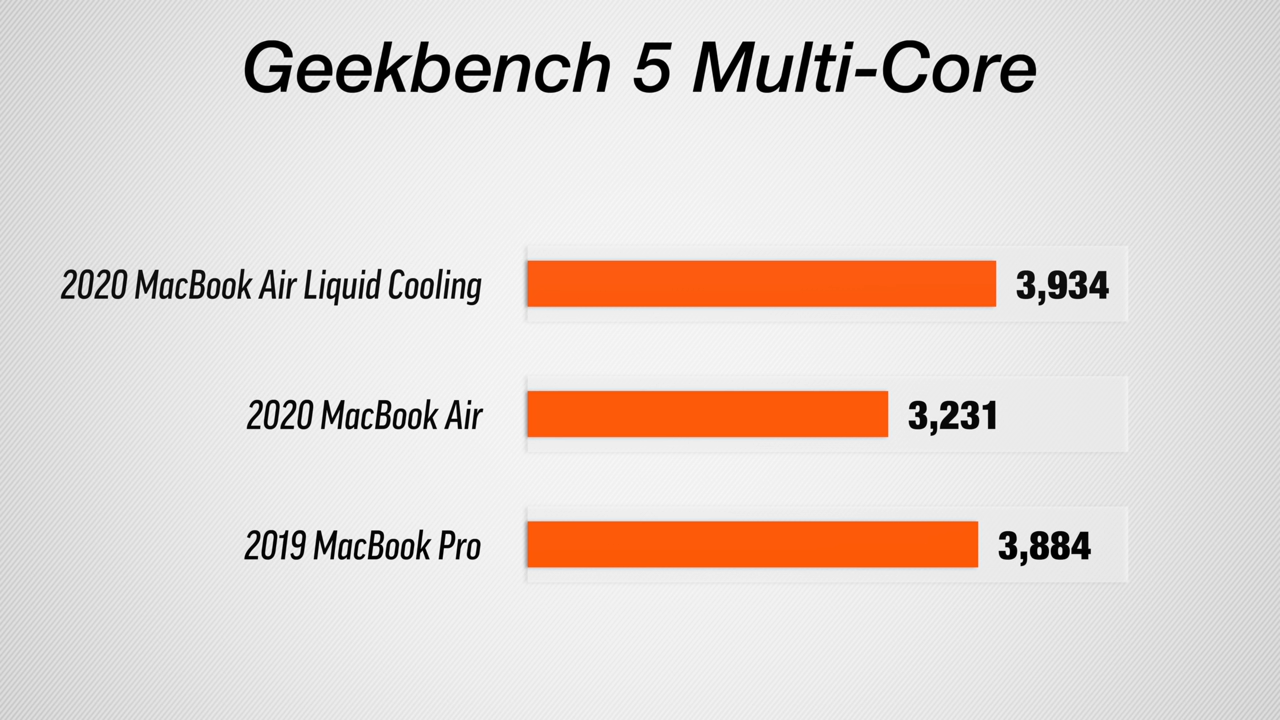 Geekbench 5 Multi-Core
2020 MacBook Air Liquid Cooling 3,934
2020 MacBook Air 3,231
2019 MacBook Pro 3,884